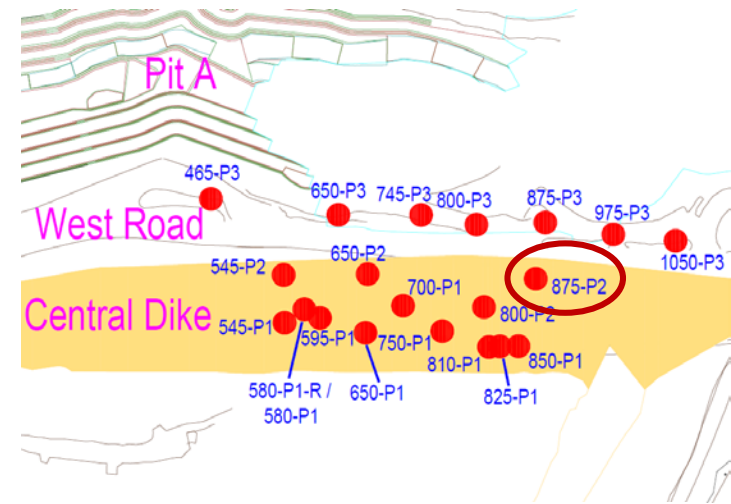 Pit A
465-P3
650-P3
745-P3
800-P3
875-P3
975-P3
1050-P3
West Road
545-P2
650-P2
875-P2
700-P1
800-P2
Central Dike
545-P1
595-P1
750-P1
810-P1
850-P1
580-P1-R /
580-P1
650-P1
825-P1